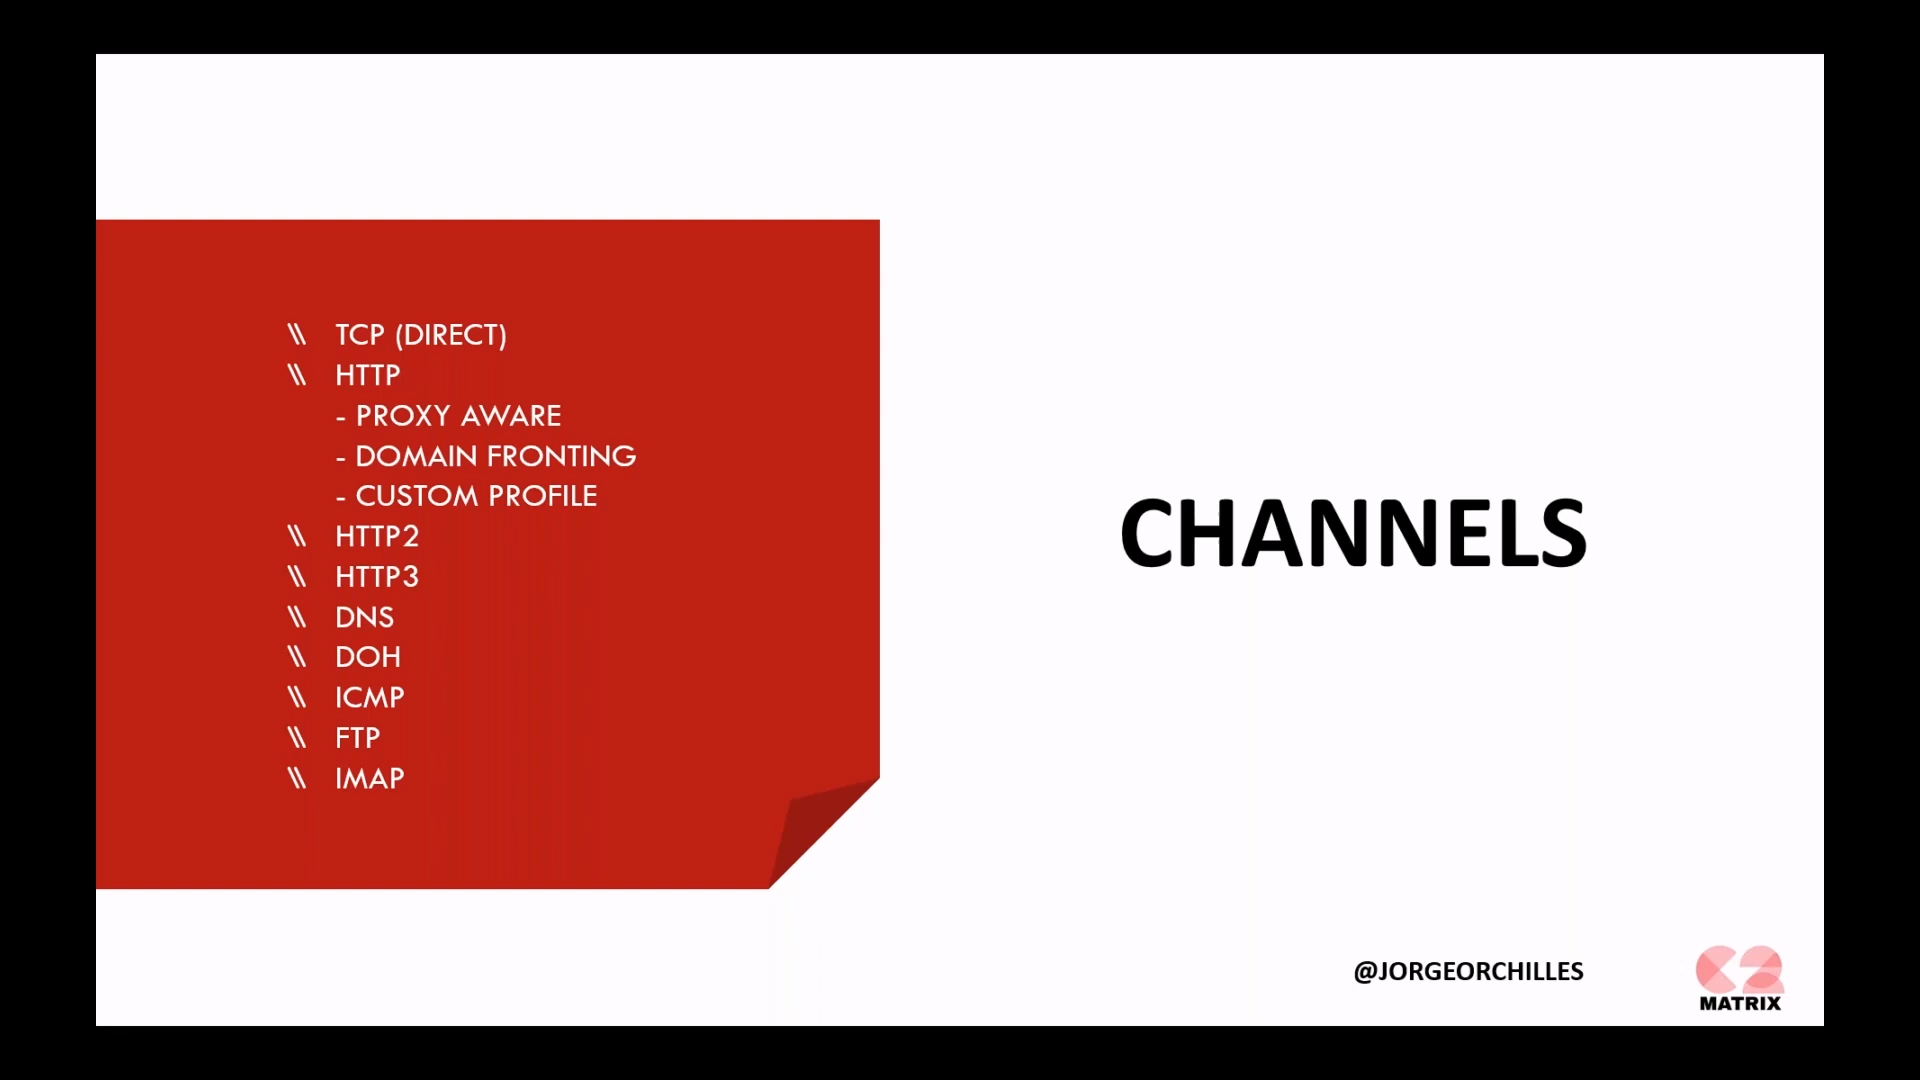 \\ TCP (DIRECT)
\\ HTTP
- PROXY AWARE
- DOMAIN FRONTING
- CUSTOM PROFILE
\\ HTTP2
\\ HTTP3
\\ DNS
\\ DOH
\\ ICMP
\\ FTP
\\ IMAP
CHANNELS
@JORGEORCHILLES
C2
MATRIX